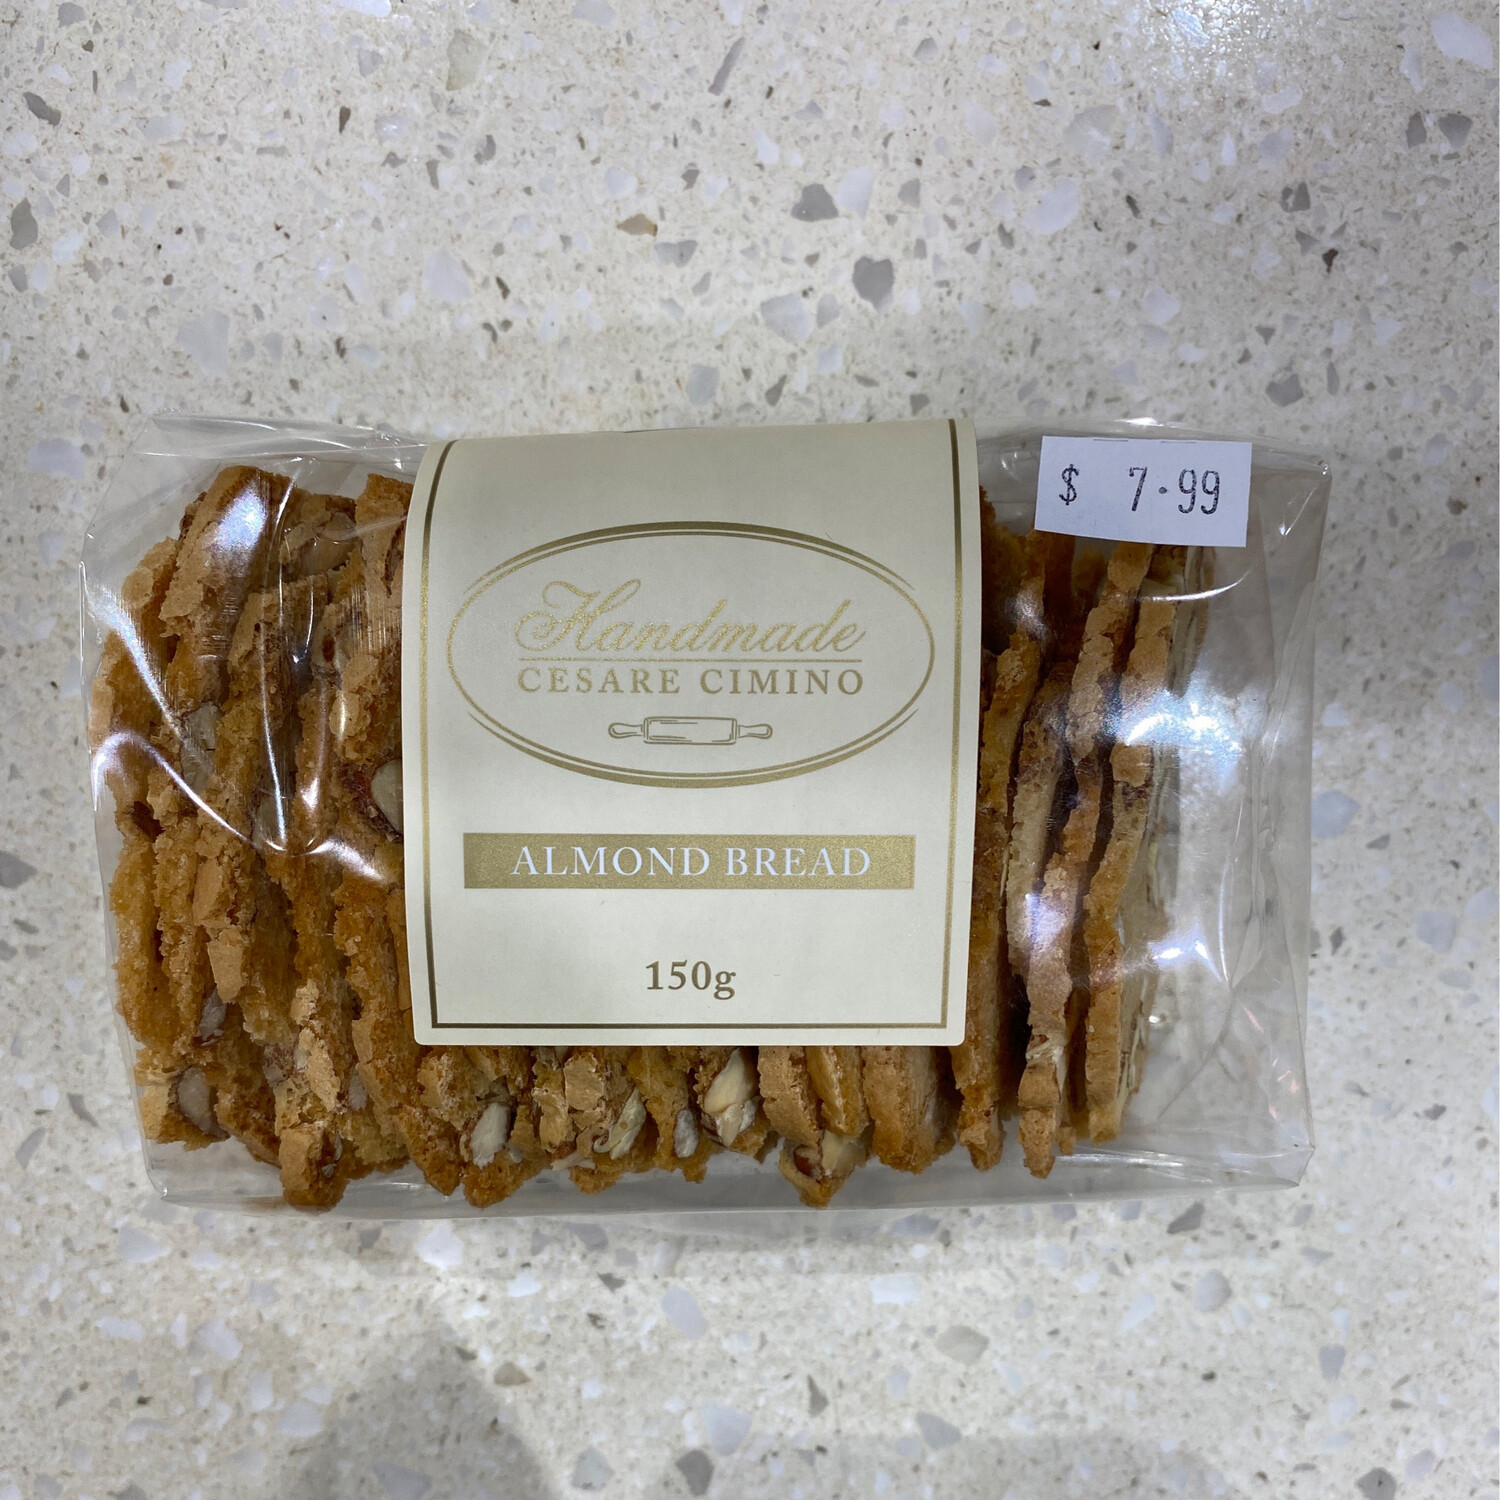 $ 7.99
Handmade
CESARE CIMINO
ALMOND BREAD
150g